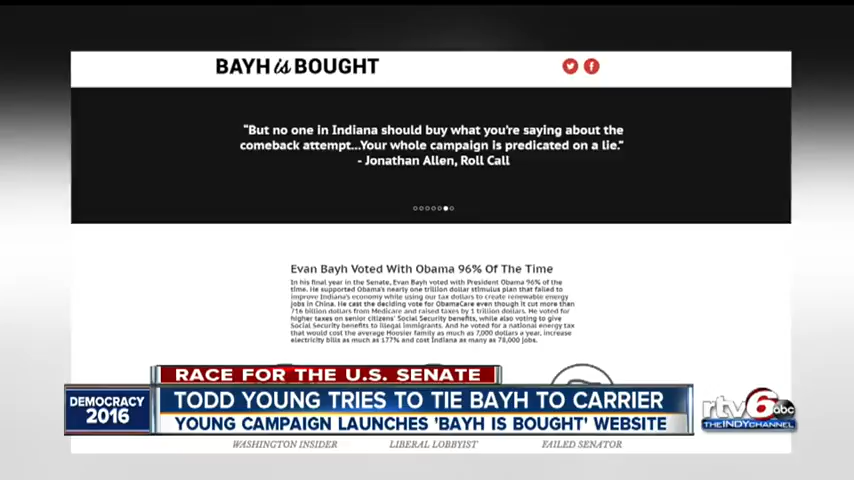 BAYH is BOUGHT
"But no one in Indiana should buy what you're saying about the
comeback attempt...Your whole campaign is predicated on a lie."
- Jonathan Allen, Roll Call
Evan Bayh Voted With Obama 96% Of The Time
In his final year in the Senate, Evan Bayh voted with President Obama 96% of the
time. He supported Obama's nearly one trillion dollar stimulus plan that failed to
improve Indiana's economy while using our tax dollars to create renewable energy
jobs in China. He cast the deciding vote for ObamaCare even though it cut more than
716 billion dollars from Medicare and raised taxes by 1 trillion dollars. He voted for
higher taxes on senior citizens' Social Security benefits, while also voting to give
Social Security benefits to illegal immigrants. And he voted for a national energy tax
that would cost the average Hoosier family as much as 7,000 dollars a year, increase
electricity bills as much as 177% and cost Indiana as many as 78,000 jobs.
RACE FOR THE U.S. SENATE
DEMOCRACY
2016
TODD YOUNG TRIES TO TIE BAYH TO CARRIER
YOUNG CAMPAIGN LAUNCHES 'BAYH IS BOUGHT' WEBSITE
rtv6 abc
THEINDYCHANNEL
WASHINGTON INSIDER
LIBERAL LOBBYIST
FAILED SENATOR